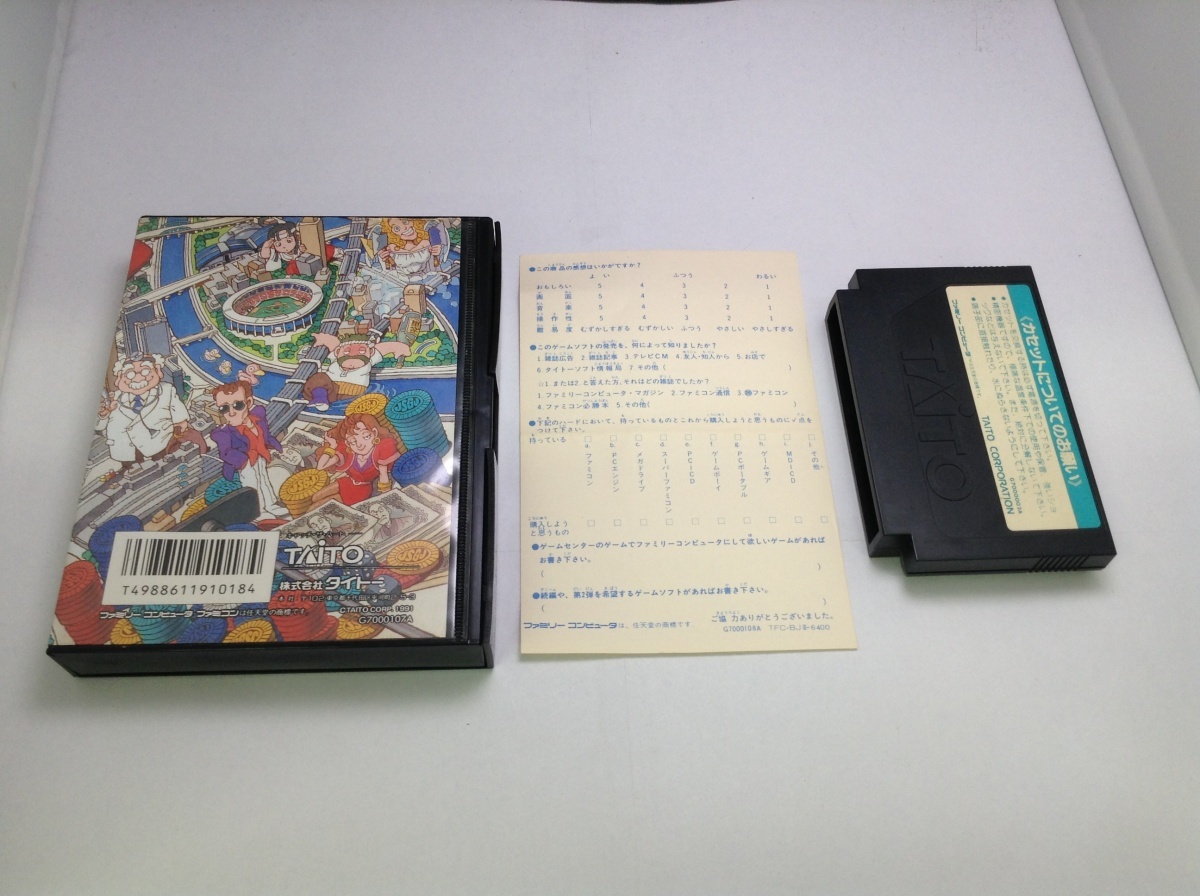 T4988611910184
TAITO
株式会社タイトー
©TAITO CORP. 1991
G7000107A
ファミリーコンピュータ ファミコンは任天堂の商標です。
●この商品の感想はいかがですか?
よい ふつう わるい
おもしろい 5 4 3 2 1
画面 5 4 3 2 1
音楽 5 4 3 2 1
操作性 5 4 3 2 1
難易度 むずかしすぎる むずかしい ふつう やさしい やさしすぎる
●このゲームソフトの発売を、何によって知りましたか?
1.雑誌広告 2.雑誌記事 3.テレビCM 4.友人・知人から 5.お店で
6.タイトーソフト情報局 7.その他( )
☆1.または2.と答えた方、それはどの雑誌でしたか?
1.ファミリーコンピュータ・マガジン 2.ファミコン通信 3.㊝ファミコン
4.ファミコン必勝本 5.その他( )
●下記のハードにおいて、持っているものとこれから購入しようと思うものに✓点を
つけて下さい。
持っている □ □ □ □ □ □ □ □ □ □
a.ファミコン
b.PCエンジン
c.メガドライブ
d.スーパーファミコン
e.PCICD
f.ゲームボーイ
g.PCポータブル
h.ゲームギア
i.MDICD
j.その他
購入しよう
と思うもの □ □ □ □ □ □ □ □ □ □
●ゲームセンターのゲームでファミリーコンピュータにして欲しいゲームがあれば
お書き下さい。
( )
●続編や、第2弾を希望するゲームソフトがあればお書き下さい。
( )
ご協力ありがとうございました。
ファミリーコンピュータは、任天堂の商標です。 G7000108A TFC-BJⅡ-6400
TAITO
《カセットについてのお願い》
TAITO CORPORATION